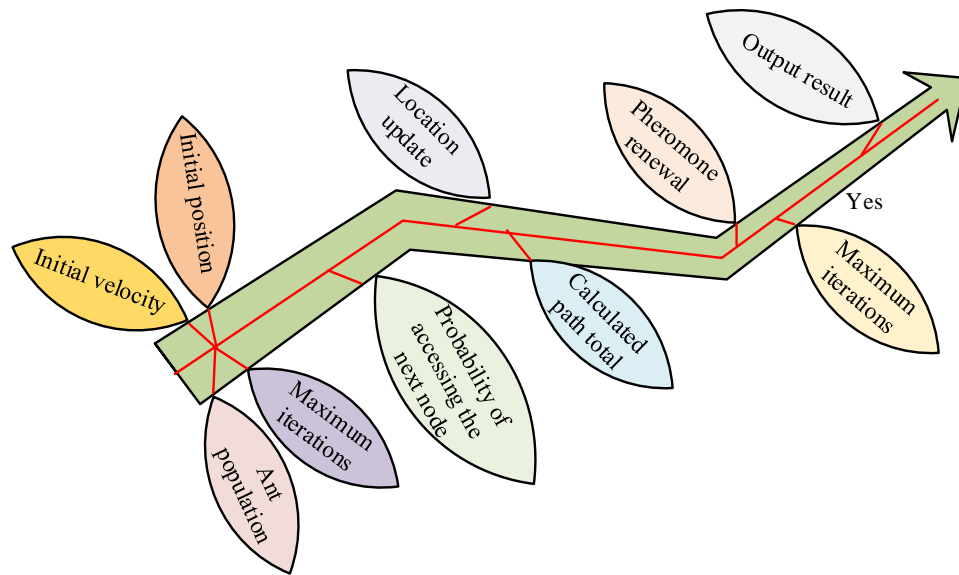 Initial velocity
Initial position
Ant
population
Maximum
iterations
Probability of
accessing the
next node
Location
update
Calculated
path total
Pheromone
renewal
Maximum
iterations
Yes
Output result